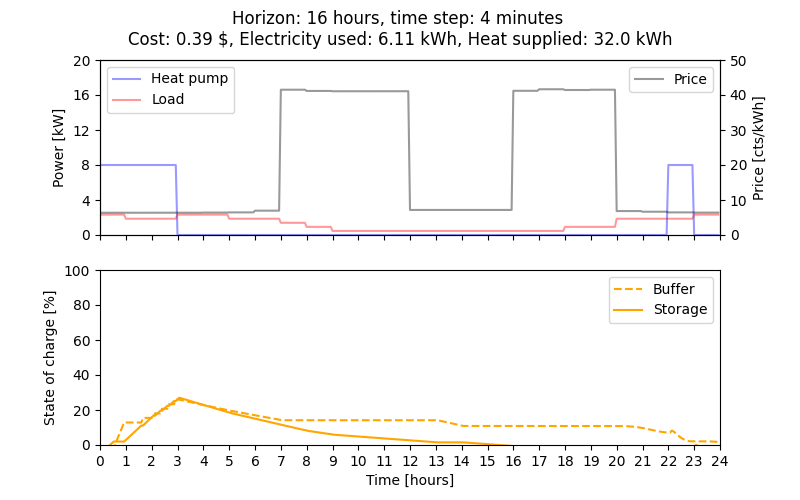 Horizon: 16 hours, time step: 4 minutes
Cost: 0.39 $, Electricity used: 6.11 kWh, Heat supplied: 32.0 kWh
20
16
12
8
4
0
Power [kW]
Heat pump
Load
Price
50
40
30
20
10
0
Price [cts/kWh]
100
80
60
40
20
0
State of charge [%]
Buffer
Storage
0 1 2 3 4 5 6 7 8 9 10 11 12 13 14 15 16 17 18 19 20 21 22 23 24
Time [hours]